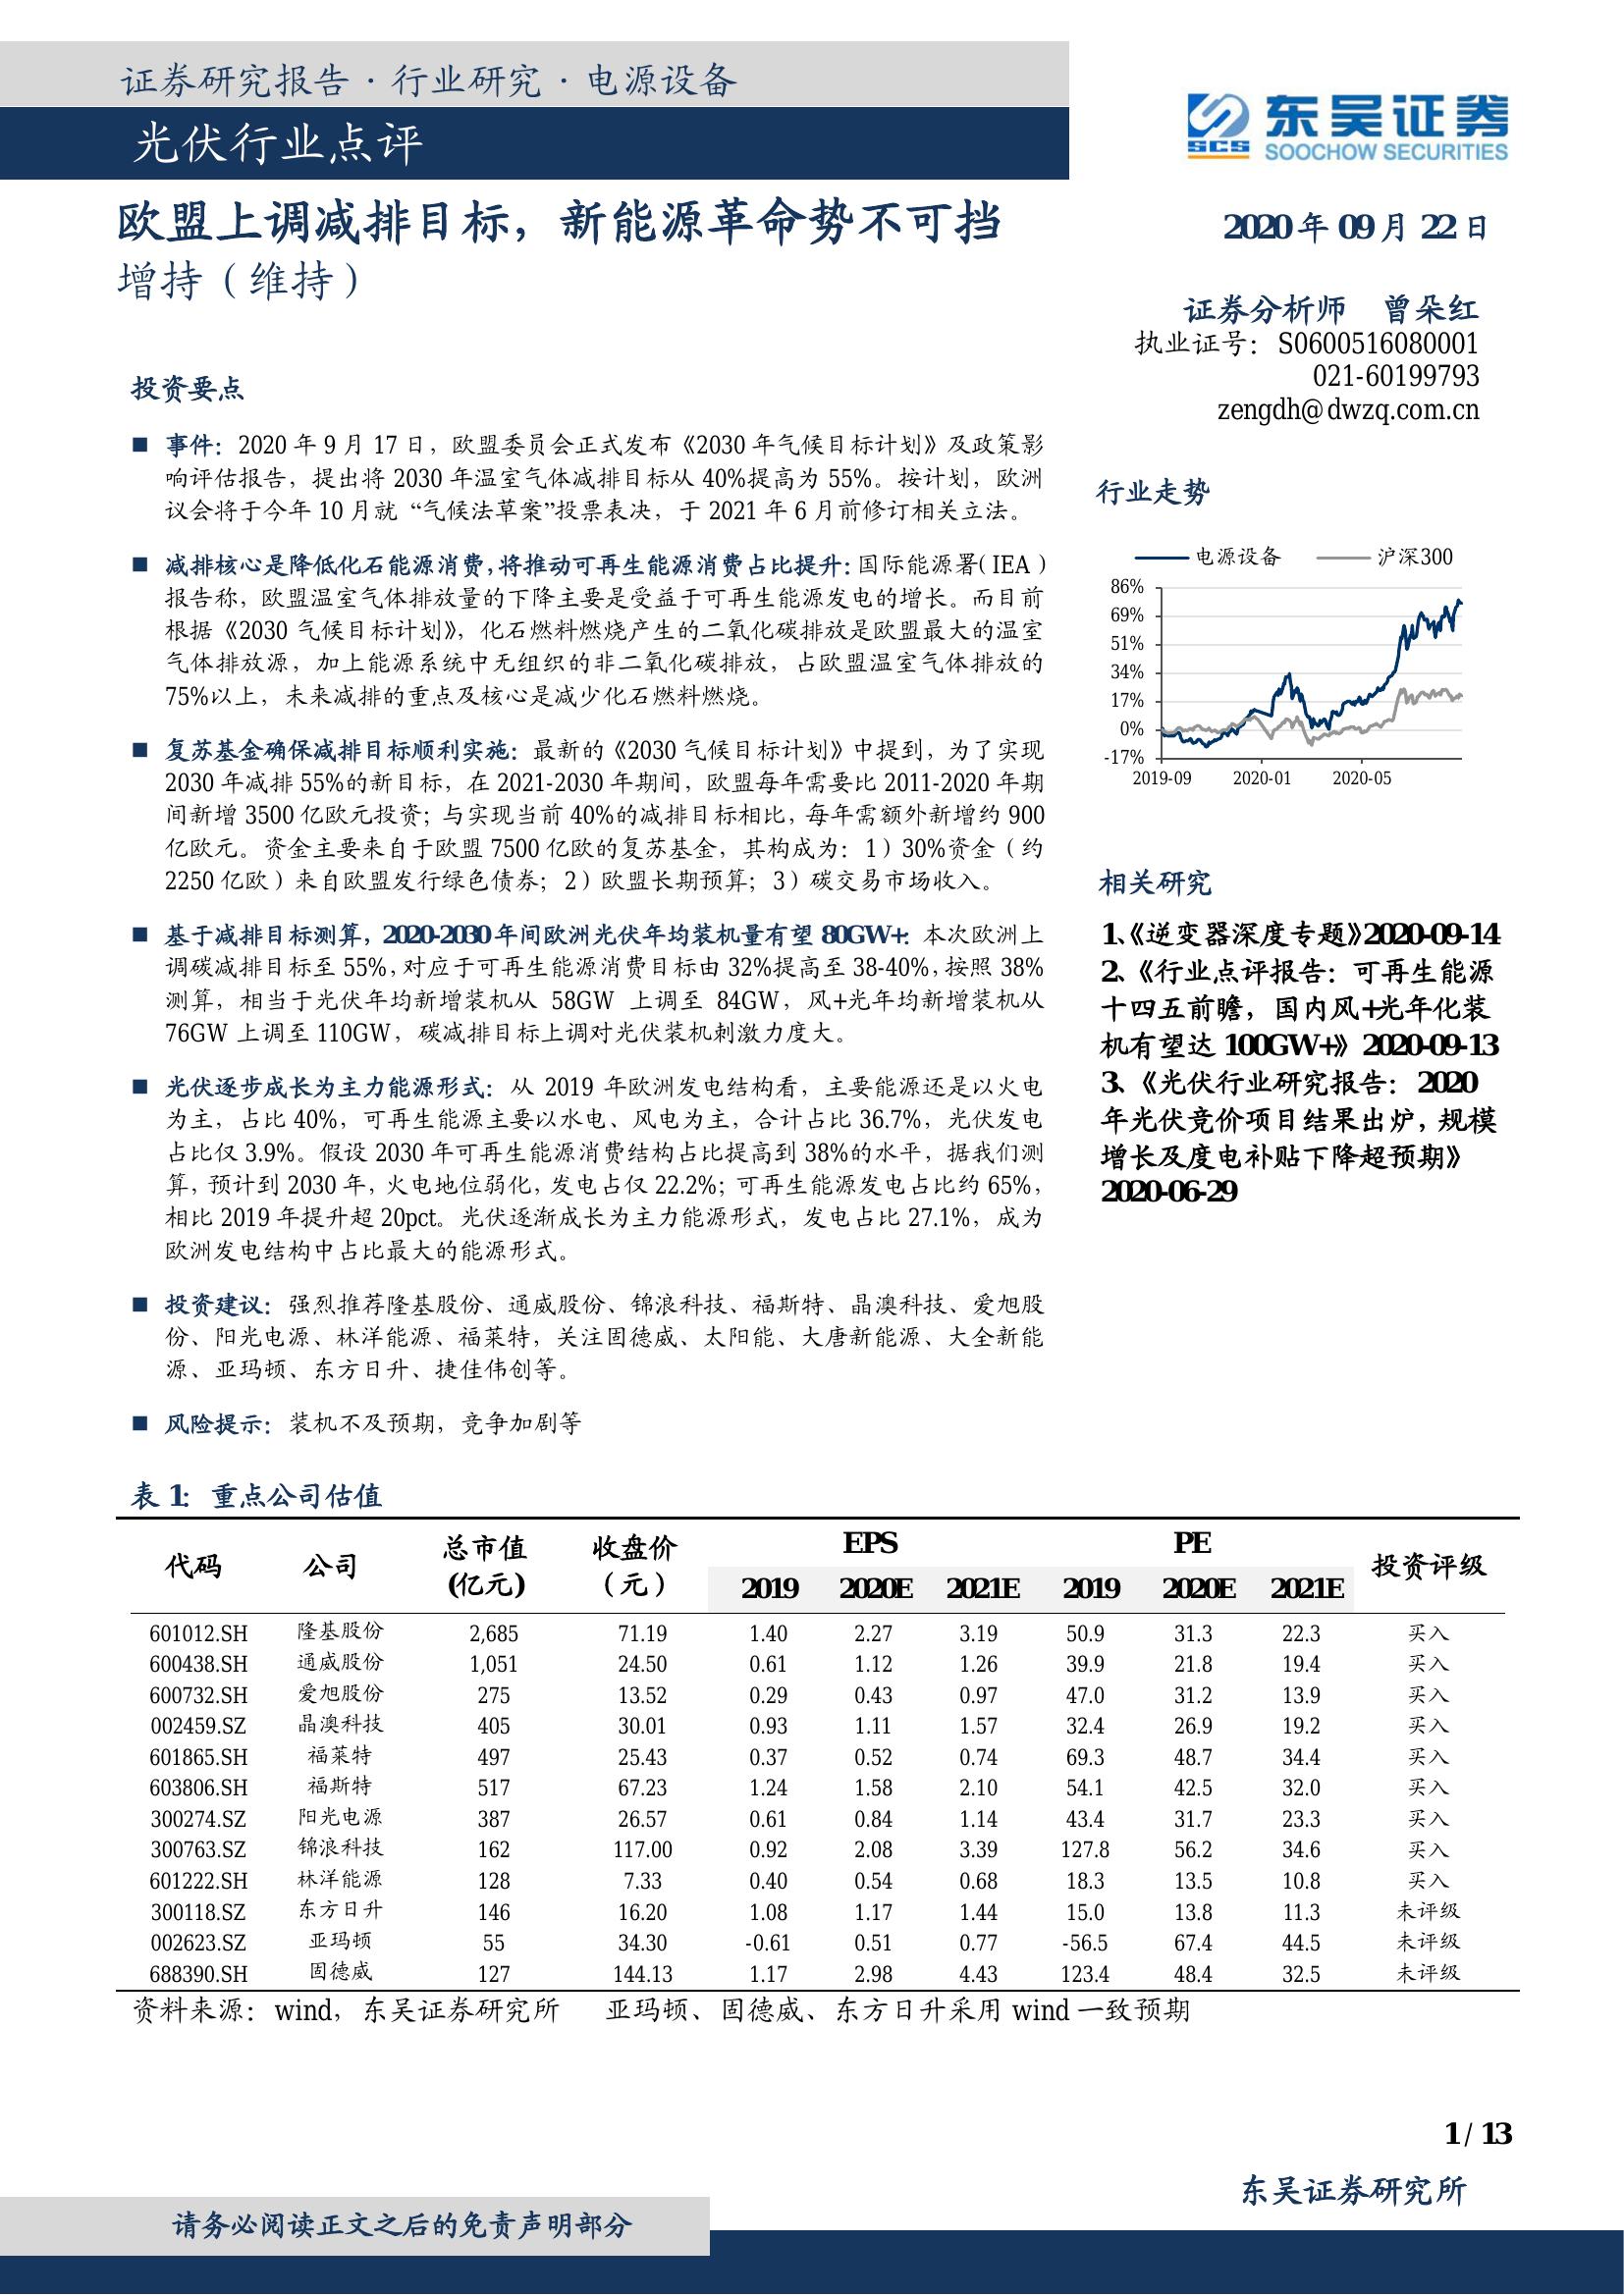 证券研究报告·行业研究·电源设备
光伏行业点评
东吴证券
SCS
SOOCHOW SECURITIES
欧盟上调减排目标，新能源革命势不可挡
增持（维持）
2020 年 09 月 22 日
证券分析师 曾朵红
执业证号：S0600516080001
021-60199793
zengdh@dwzq.com.cn
投资要点
■ 事件：2020 年 9 月 17 日，欧盟委员会正式发布《2030 年气候目标计划》及政策影
响评估报告，提出将 2030 年温室气体减排目标从 40%提高为 55%。按计划，欧洲
议会将于今年 10 月就 “气候法草案”投票表决，于 2021 年 6 月前修订相关立法。
■ 减排核心是降低化石能源消费，将推动可再生能源消费占比提升：国际能源署（IEA）
报告称，欧盟温室气体排放量的下降主要是受益于可再生能源发电的增长。而目前
根据《2030 气候目标计划》，化石燃料燃烧产生的二氧化碳排放是欧盟最大的温室
气体排放源，加上能源系统中无组织的非二氧化碳排放，占欧盟温室气体排放的
75%以上，未来减排的重点及核心是减少化石燃料燃烧。
■ 复苏基金确保减排目标顺利实施：最新的《2030 气候目标计划》中提到，为了实现
2030 年减排 55%的新目标，在 2021-2030 年期间，欧盟每年需要比 2011-2020 年期
间新增 3500 亿欧元投资；与实现当前 40%的减排目标相比，每年需额外新增约 900
亿欧元。资金主要来自于欧盟 7500 亿欧的复苏基金，其构成为：1）30%资金（约
2250 亿欧）来自欧盟发行绿色债券；2）欧盟长期预算；3）碳交易市场收入。
■ 基于减排目标测算，2020-2030 年间欧洲光伏年均装机量有望 80GW+：本次欧洲上
调碳减排目标至 55%，对应于可再生能源消费目标由 32%提高至 38-40%，按照 38%
测算，相当于光伏年均新增装机从 58GW 上调至 84GW，风+光年均新增装机从
76GW 上调至 110GW，碳减排目标上调对光伏装机刺激力度大。
■ 光伏逐步成长为主力能源形式：从 2019 年欧洲发电结构看，主要能源还是以火电
为主，占比 40%，可再生能源主要以水电、风电为主，合计占比 36.7%，光伏发电
占比仅 3.9%。假设 2030 年可再生能源消费结构占比提高到 38%的水平，据我们测
算，预计到 2030 年，火电地位弱化，发电占仅 22.2%；可再生能源发电占比约 65%，
相比 2019 年提升超 20pct。光伏逐渐成长为主力能源形式，发电占比 27.1%，成为
欧洲发电结构中占比最大的能源形式。
■ 投资建议：强烈推荐隆基股份、通威股份、锦浪科技、福斯特、晶澳科技、爱旭股
份、阳光电源、林洋能源、福莱特，关注固德威、太阳能、大唐新能源、大全新能
源、亚玛顿、东方日升、捷佳伟创等。
■ 风险提示：装机不及预期，竞争加剧等
行业走势
电源设备 沪深300
86%
69%
51%
34%
17%
0%
-17%
2019-09 2020-01 2020-05
相关研究
1、《逆变器深度专题》2020-09-14
2、《行业点评报告：可再生能源
十四五前瞻，国内风+光年化装
机有望达 100GW+》2020-09-13
3、《光伏行业研究报告：2020
年光伏竞价项目结果出炉，规模
增长及度电补贴下降超预期》
2020-06-29
表 1：重点公司估值
代码 公司 总市值(亿元) 收盘价（元） EPS PE 投资评级
2019 2020E 2021E 2019 2020E 2021E
601012.SH 隆基股份 2,685 71.19 1.40 2.27 3.19 50.9 31.3 22.3 买入
600438.SH 通威股份 1,051 24.50 0.61 1.12 1.26 39.9 21.8 19.4 买入
600732.SH 爱旭股份 275 13.52 0.29 0.43 0.97 47.0 31.2 13.9 买入
002459.SZ 晶澳科技 405 30.01 0.93 1.11 1.57 32.4 26.9 19.2 买入
601865.SH 福莱特 497 25.43 0.37 0.52 0.74 69.3 48.7 34.4 买入
603806.SH 福斯特 517 67.23 1.24 1.58 2.10 54.1 42.5 32.0 买入
300274.SZ 阳光电源 387 26.57 0.61 0.84 1.14 43.4 31.7 23.3 买入
300763.SZ 锦浪科技 162 117.00 0.92 2.08 3.39 127.8 56.2 34.6 买入
601222.SH 林洋能源 128 7.33 0.40 0.54 0.68 18.3 13.5 10.8 买入
300118.SZ 东方日升 146 16.20 1.08 1.17 1.44 15.0 13.8 11.3 未评级
002623.SZ 亚玛顿 55 34.30 -0.61 0.51 0.77 -56.5 67.4 44.5 未评级
688390.SH 固德威 127 144.13 1.17 2.98 4.43 123.4 48.4 32.5 未评级
资料来源：wind，东吴证券研究所 亚玛顿、固德威、东方日升采用 wind 一致预期
1 / 13
东吴证券研究所
请务必阅读正文之后的免责声明部分